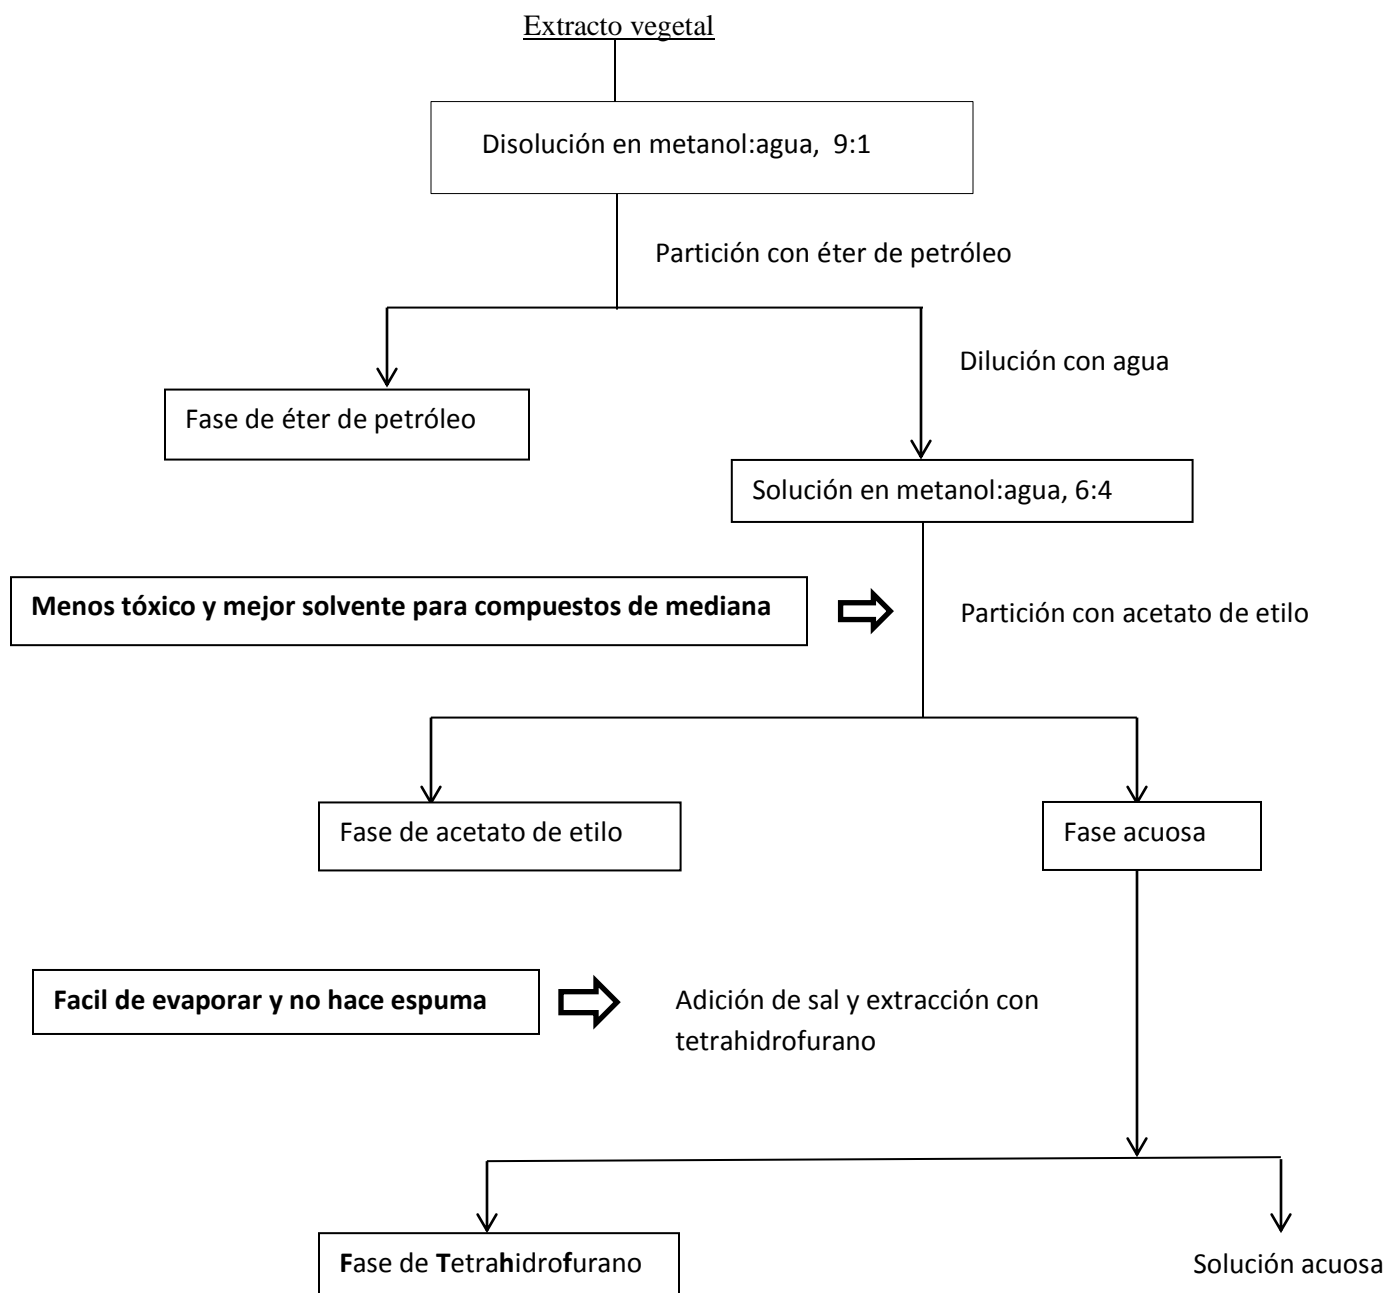 Extracto vegetal
Disolución en metanol:agua, 9:1
Partición con éter de petróleo
Dilución con agua
Fase de éter de petróleo
Solución en metanol:agua, 6:4
Menos tóxico y mejor solvente para compuestos de mediana
Partición con acetato de etilo
Fase de acetato de etilo
Fase acuosa
Facil de evaporar y no hace espuma
Adición de sal y extracción con
tetrahidrofurano
Fase de Tetrahidrofurano
Solución acuosa